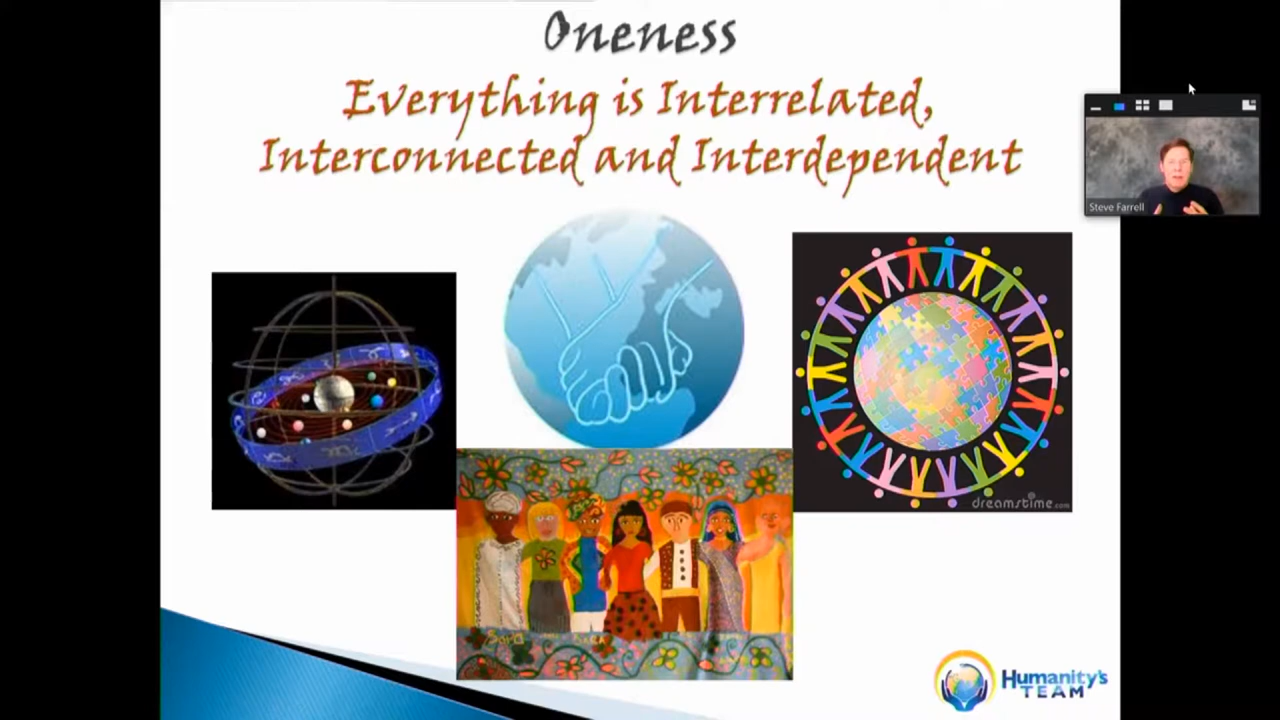 Oneness
Everything is Interrelated,
Interconnected and Interdependent
Steve Farrell
dreamstime.com
Humanity's
TEAM